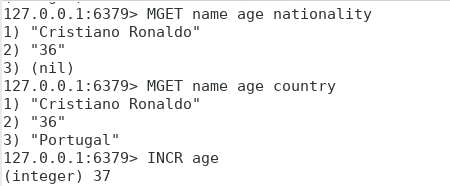 127.0.0.1:6379> MGET name age nationality
1) "Cristiano Ronaldo"
2) "36"
3) (nil)
127.0.0.1:6379> MGET name age country
1) "Cristiano Ronaldo"
2) "36"
3) "Portugal"
127.0.0.1:6379> INCR age
(integer) 37